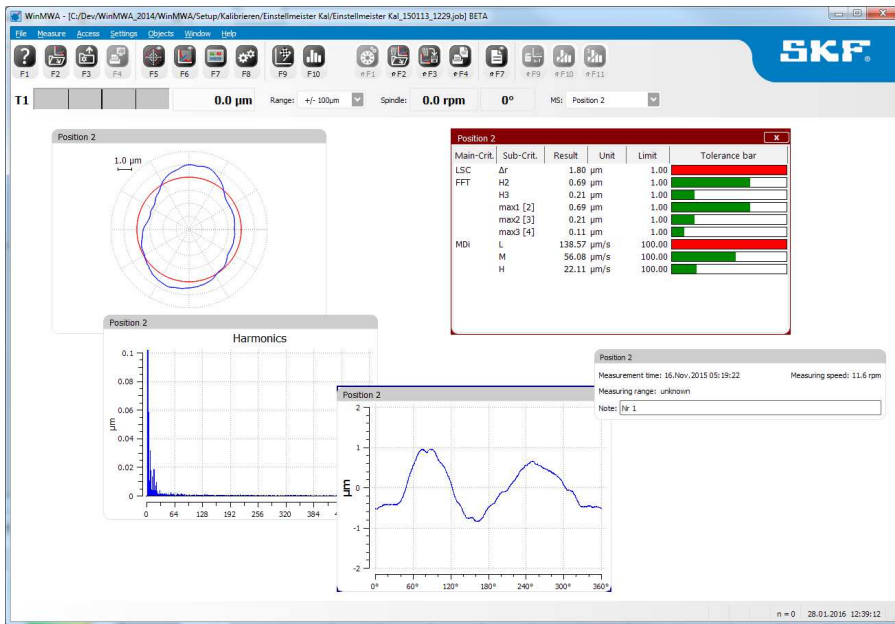 WinMWA - [C:/Dev/WinMWA_2014/WinMWA/Setup/Kalibrieren/Einstellmeister Kal/Einstellmeister Kal_150113_1229.job] BETA
File Measure Access Settings Objects Window Help
F1 F2 F3 F4 F5 F6 F7 F8 F9 F10 F1 F2 F3 F4 F7 F9 F10 F11
SKF
T1 0.0 µm Range: +/- 100µm Spindle: 0.0 rpm 0° MS: Position 2
Position 2
1.0 µm
Position 2 x
Main-Crit. Sub-Crit. Result Unit Limit Tolerance bar
LSC Δr 1.80 µm 1.00
FFT H2 0.69 µm 1.00
H3 0.21 µm 1.00
max1 [2] 0.69 µm 1.00
max2 [3] 0.21 µm 1.00
max3 [4] 0.11 µm 1.00
MDi L 138.57 µm/s 100.00
M 56.08 µm/s 100.00
H 22.11 µm/s 100.00
Position 2
Harmonics
0.1
0.08
0.06
0.04
0.02
0
µm
0 64 128 192 256 320 384 4
Position 2
2
1
0
-1
-2
µm
0° 60° 120° 180° 240° 300° 360°
Position 2
Measurement time: 16.Nov.2015 05:19:22 Measuring speed: 11.6 rpm
Measuring range: unknown
Note: Nr 1
n = 0 28.01.2016 12:39:12